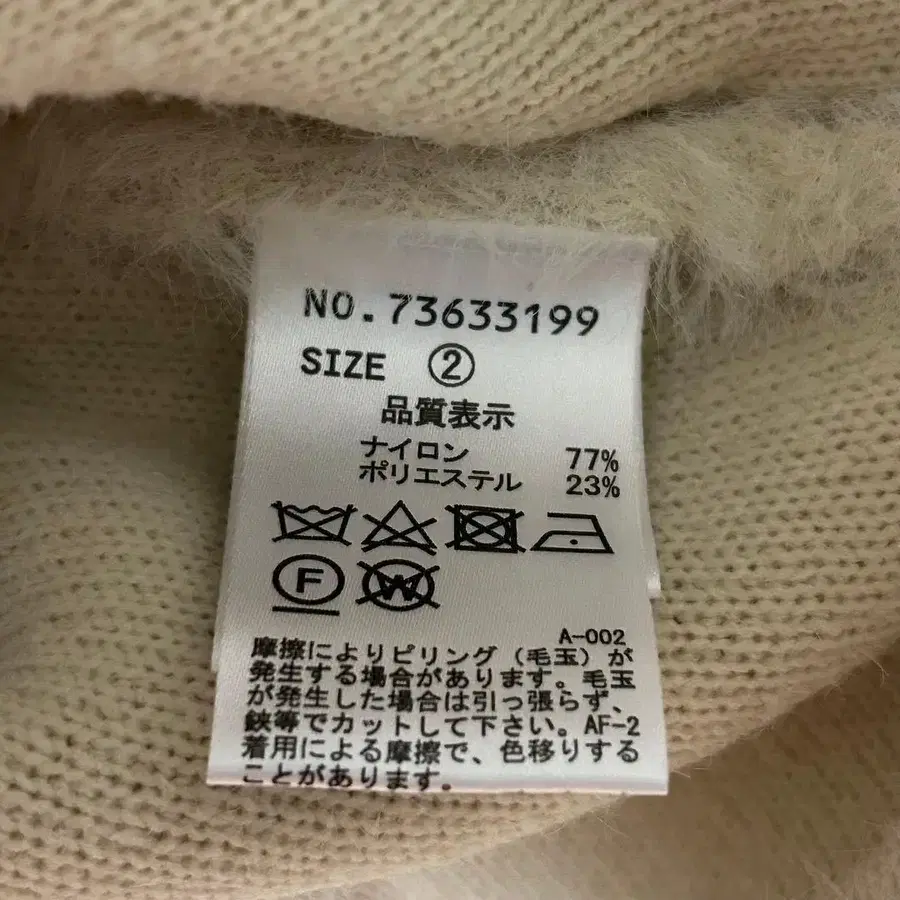 NO.73633199
SIZE ②
品質表示
ナイロン 77%
ポリエステル 23%
F W
A-002
摩擦によりピリング(毛玉)が
発生する場合があります。毛玉
が発生した場合は引っ張らず、
鋏等でカットして下さい。AF-2
着用による摩擦で、色移りする
ことがあります。